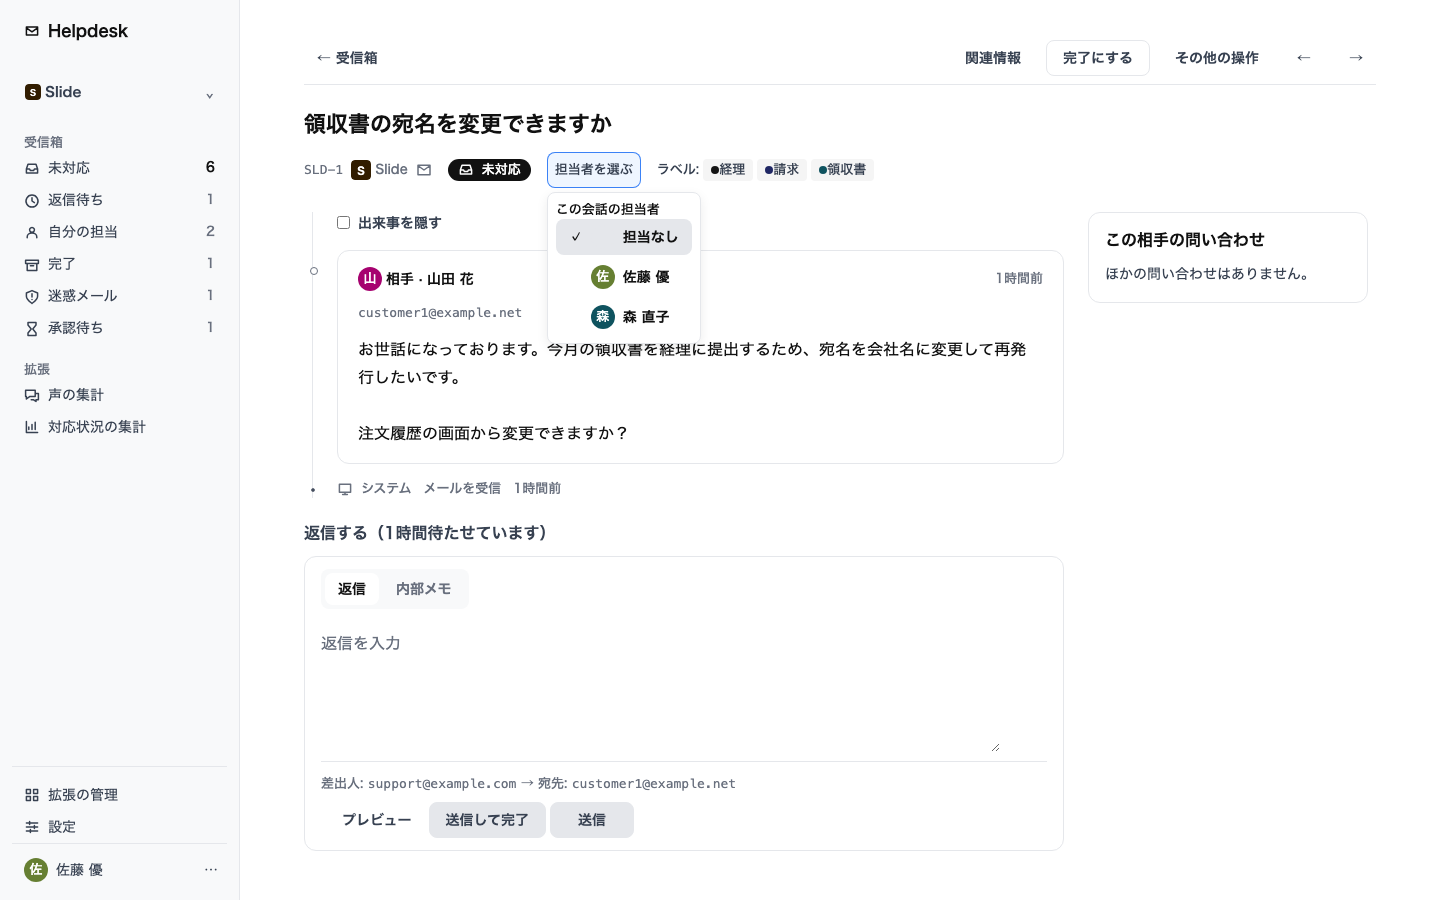 Helpdesk
S Slide
受信箱
未対応 6
返信待ち 1
自分の担当 2
完了 1
迷惑メール 1
承認待ち 1
拡張
声の集計
対応状況の集計
拡張の管理
設定
佐 佐藤 優 …
← 受信箱
関連情報 完了にする その他の操作 ← →
領収書の宛名を変更できますか
SLD-1 S Slide 未対応 担当者を選ぶ ラベル: 経理 請求 領収書
この会話の担当者
✓ 担当なし
佐 佐藤 優
森 森 直子
出来事を隠す
山 相手 · 山田 花 1時間前
customer1@example.net
お世話になっております。今月の領収書を経理に提出するため、宛名を会社名に変更して再発
行したいです。
注文履歴の画面から変更できますか？
システム メールを受信 1時間前
この相手の問い合わせ
ほかの問い合わせはありません。
返信する（1時間待たせています）
返信 内部メモ
返信を入力
差出人: support@example.com → 宛先: customer1@example.net
プレビュー 送信して完了 送信